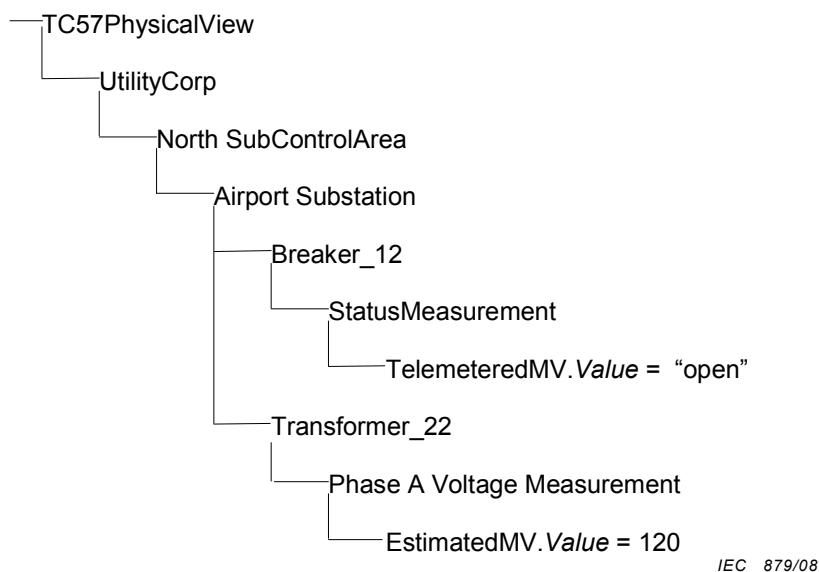 TC57PhysicalView
UtilityCorp
North SubControlArea
Airport Substation
Breaker_12
StatusMeasurement
TelemeteredMV.Value = “open”
Transformer_22
Phase A Voltage Measurement
EstimatedMV.Value = 120
IEC 879/08